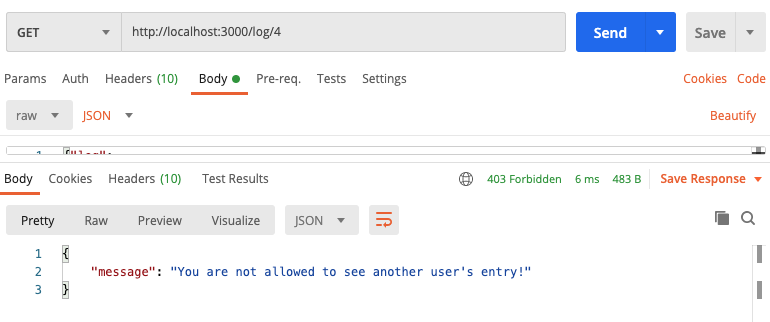 GET http://localhost:3000/log/4 Send Save
Params Auth Headers (10) Body Pre-req. Tests Settings Cookies Code
raw JSON Beautify
1 {"log":
Body Cookies Headers (10) Test Results 403 Forbidden 6 ms 483 B Save Response
Pretty Raw Preview Visualize JSON
1 {
2 "message": "You are not allowed to see another user's entry!"
3 }